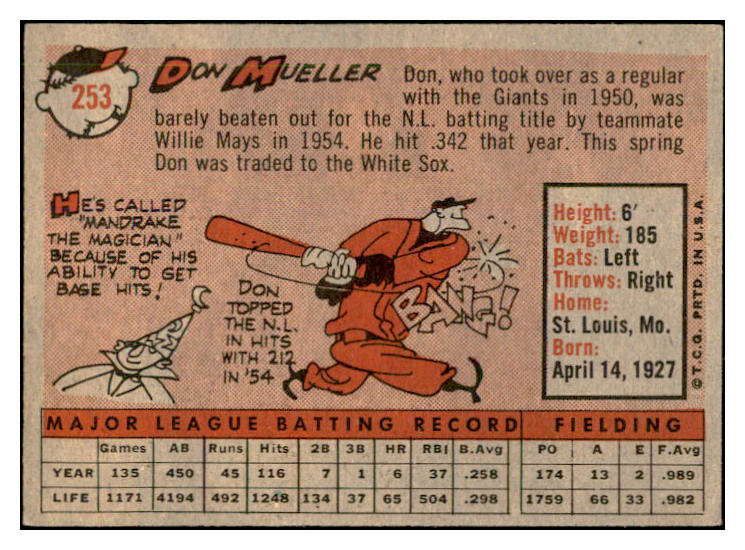 253
DON MUELLER
Don, who took over as a regular
with the Giants in 1950, was
barely beaten out for the N.L. batting title by teammate
Willie Mays in 1954. He hit .342 that year. This spring
Don was traded to the White Sox.
HE'S CALLED
"MANDRAKE
THE MAGICIAN"
BECAUSE OF HIS
ABILITY TO GET
BASE HITS!
M
DON
TOPPED
THE N.L.
IN HITS
WITH 212
IN '54
BANG!
Height: 6'
Weight: 185
Bats: Left
Throws: Right
Home:
St. Louis, Mo.
Born:
April 14, 1927
© T.C.G. PRTD. IN U.S.A.
MAJOR LEAGUE BATTING RECORD FIELDING
Games AB Runs Hits 2B 3B HR RBI B.Avg PO A E F.Avg
YEAR 135 450 45 116 7 1 6 37 .258 174 13 2 .989
LIFE 1171 4194 492 1248 134 37 65 504 .298 1759 66 33 .982